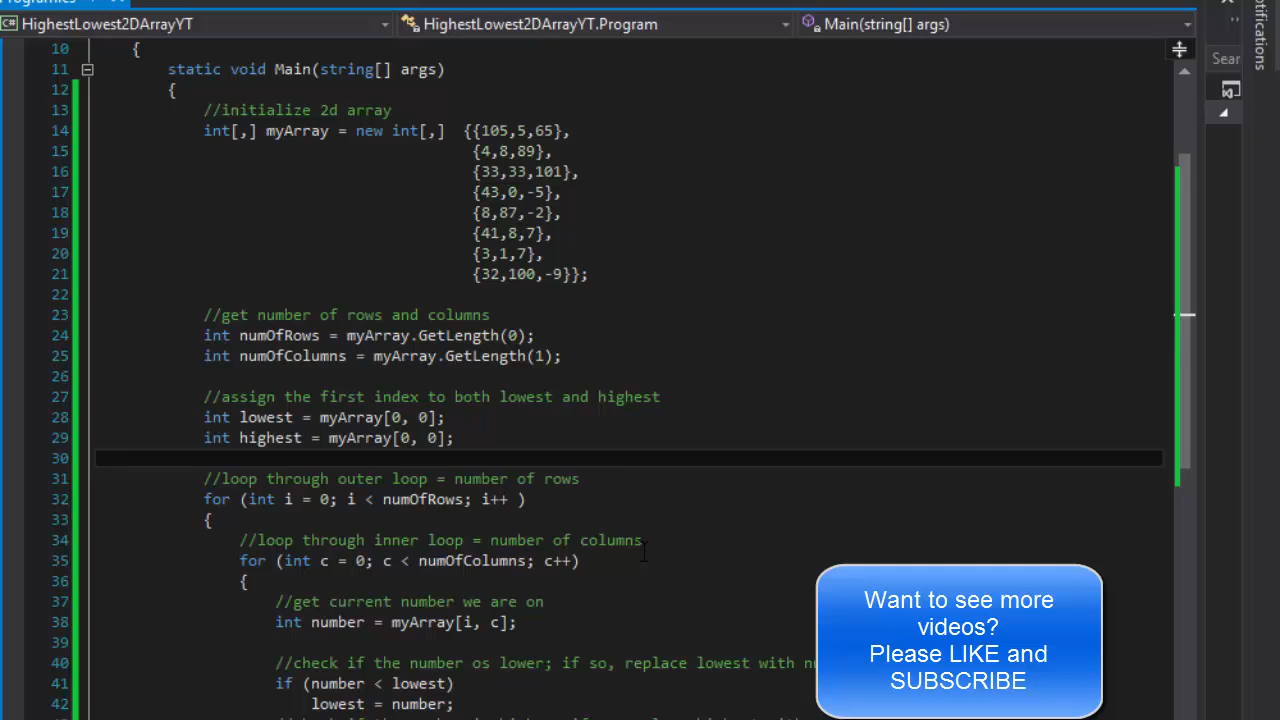 HighestLowest2DArrayYT HighestLowest2DArrayYT.Program Main(string[] args)
10 {
11 static void Main(string[] args)
12 {
13 //initialize 2d array
14 int[,] myArray = new int[,] {{105,5,65},
15 {4,8,89},
16 {33,33,101},
17 {43,0,-5},
18 {8,87,-2},
19 {41,8,7},
20 {3,1,7},
21 {32,100,-9}};
22
23 //get number of rows and columns
24 int numOfRows = myArray.GetLength(0);
25 int numOfColumns = myArray.GetLength(1);
26
27 //assign the first index to both lowest and highest
28 int lowest = myArray[0, 0];
29 int highest = myArray[0, 0];
30
31 //loop through outer loop = number of rows
32 for (int i = 0; i < numOfRows; i++ )
33 {
34 //loop through inner loop = number of columns
35 for (int c = 0; c < numOfColumns; c++)
36 {
37 //get current number we are on
38 int number = myArray[i, c];
39
40 //check if the number os lower; if so, replace lowest with
41 if (number < lowest)
42 lowest = number;
Want to see more
videos?
Please LIKE and
SUBSCRIBE
Sear
otifications